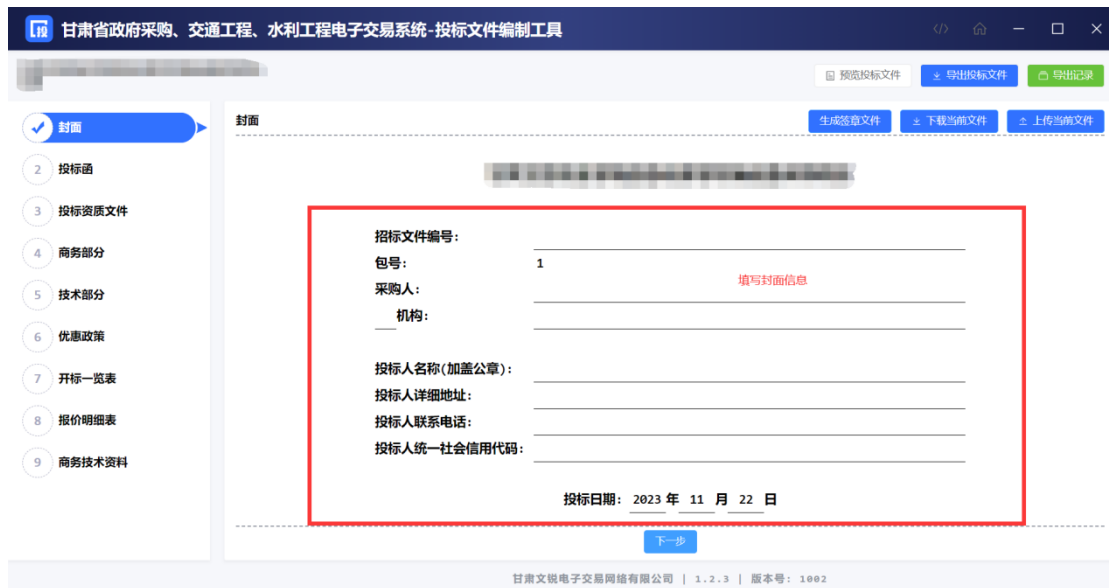 投 甘肃省政府采购、交通工程、水利工程电子交易系统-投标文件编制工具
预览投标文件 导出投标文件 导出记录
封面
2 投标函
3 投标资质文件
4 商务部分
5 技术部分
6 优惠政策
7 开标一览表
8 报价明细表
9 商务技术资料
封面 生成签章文件 下载当前文件 上传当前文件
招标文件编号：
包号： 1
填写封面信息
采购人：
机构：
投标人名称(加盖公章)：
投标人详细地址：
投标人联系电话：
投标人统一社会信用代码：
投标日期： 2023 年 11 月 22 日
下一步
甘肃文锐电子交易网络有限公司 | 1.2.3 | 版本号: 1002